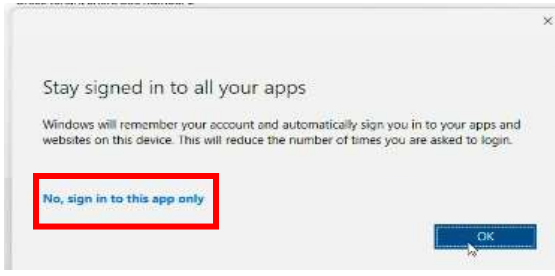 Stay signed in to all your apps
Windows will remember your account and automatically sign you in to your apps and
websites on this device. This will reduce the number of times you are asked to login.
No, sign in to this app only
OK